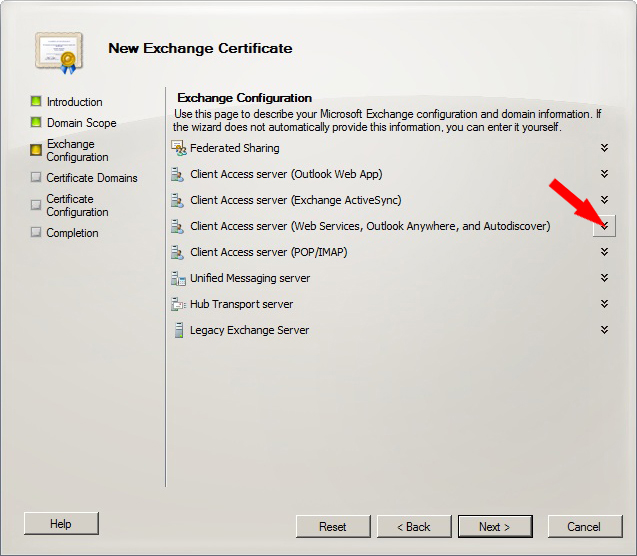 New Exchange Certificate
Introduction
Domain Scope
Exchange
Configuration
Certificate Domains
Certificate
Configuration
Completion
Exchange Configuration
Use this page to describe your Microsoft Exchange configuration and domain information. If
the wizard does not automatically provide this information, you can enter it yourself.
Federated Sharing
Client Access server (Outlook Web App)
Client Access server (Exchange ActiveSync)
Client Access server (Web Services, Outlook Anywhere, and Autodiscover)
Client Access server (POP/IMAP)
Unified Messaging server
Hub Transport server
Legacy Exchange Server
Help
Reset
< Back
Next >
Cancel